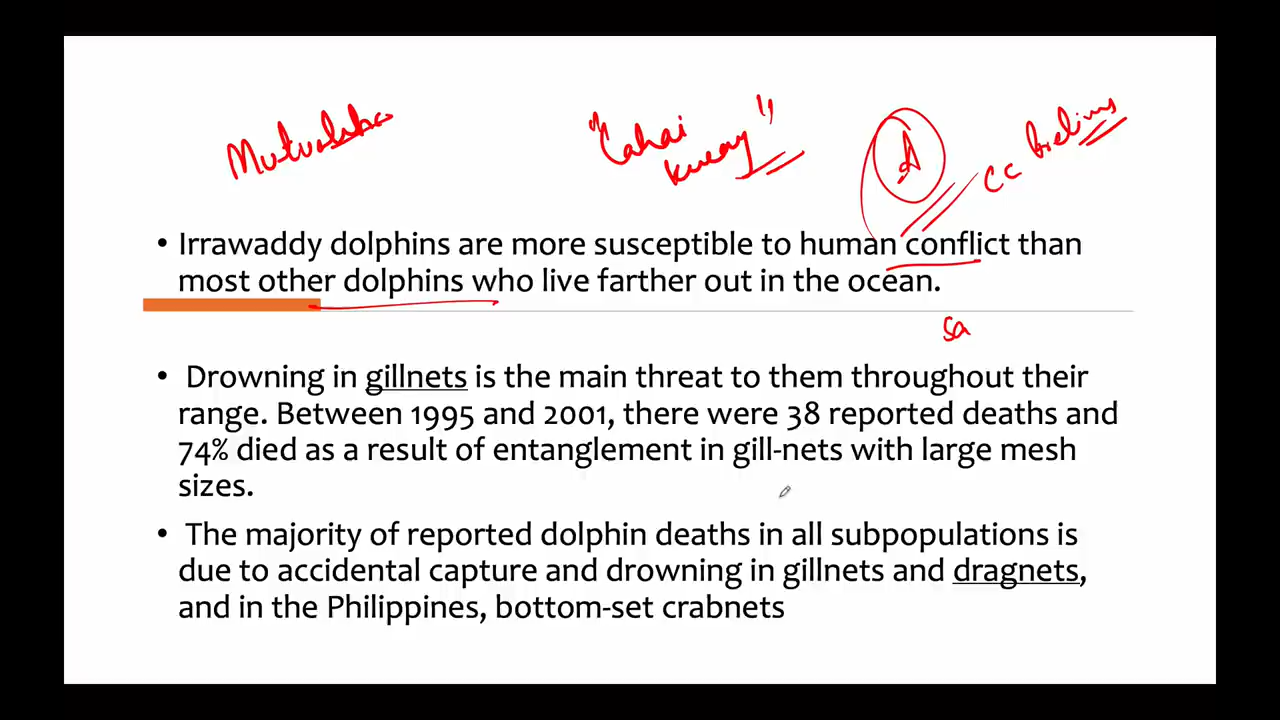 "Lahai
kway"
A
CC Prelims
• Irrawaddy dolphins are more susceptible to human conflict than
most other dolphins who live farther out in the ocean.
Sa
• Drowning in gillnets is the main threat to them throughout their
range. Between 1995 and 2001, there were 38 reported deaths and
74% died as a result of entanglement in gill-nets with large mesh
sizes.
• The majority of reported dolphin deaths in all subpopulations is
due to accidental capture and drowning in gillnets and dragnets,
and in the Philippines, bottom-set crabnets